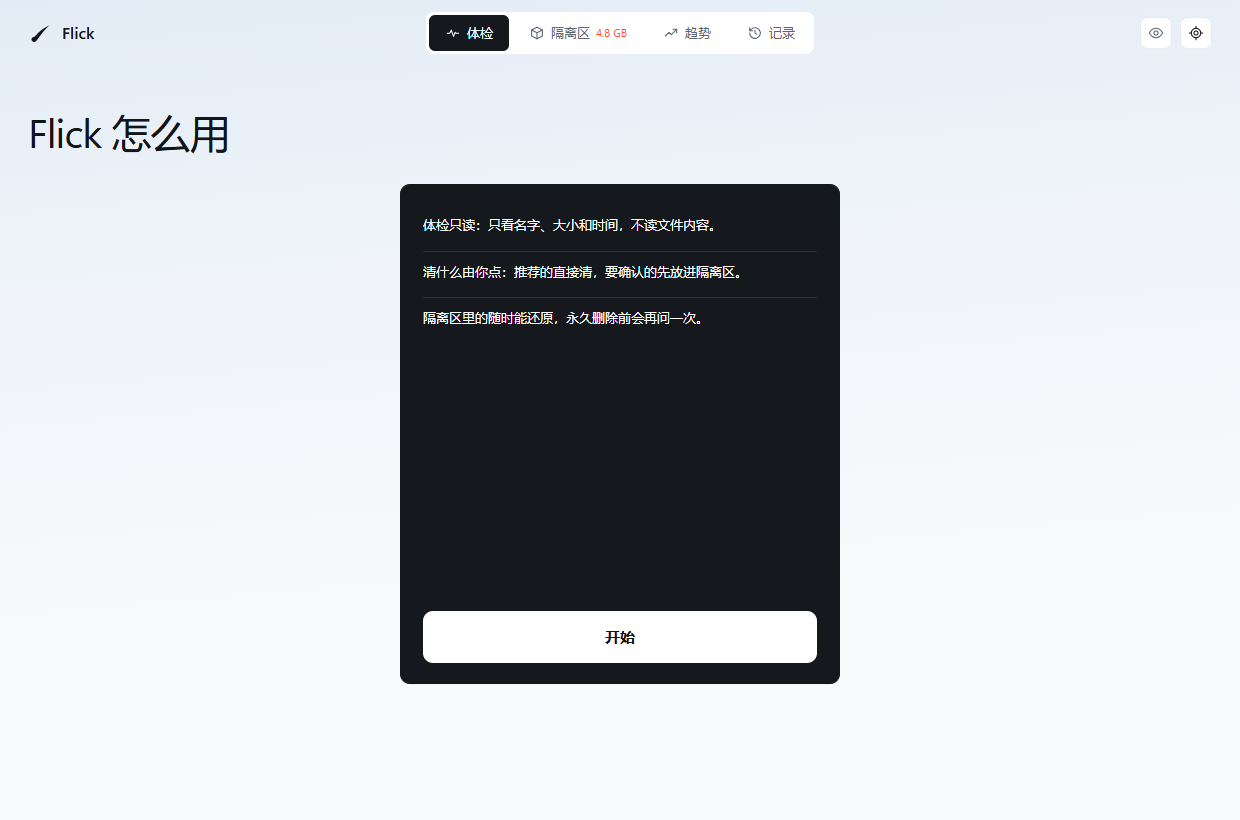 Flick
体检
隔离区 4.8 GB
趋势
记录
Flick 怎么用
体检只读：只看名字、大小和时间，不读文件内容。
清什么由你点：推荐的直接清，要确认的先放进隔离区。
隔离区里的随时能还原，永久删除前会再问一次。
开始